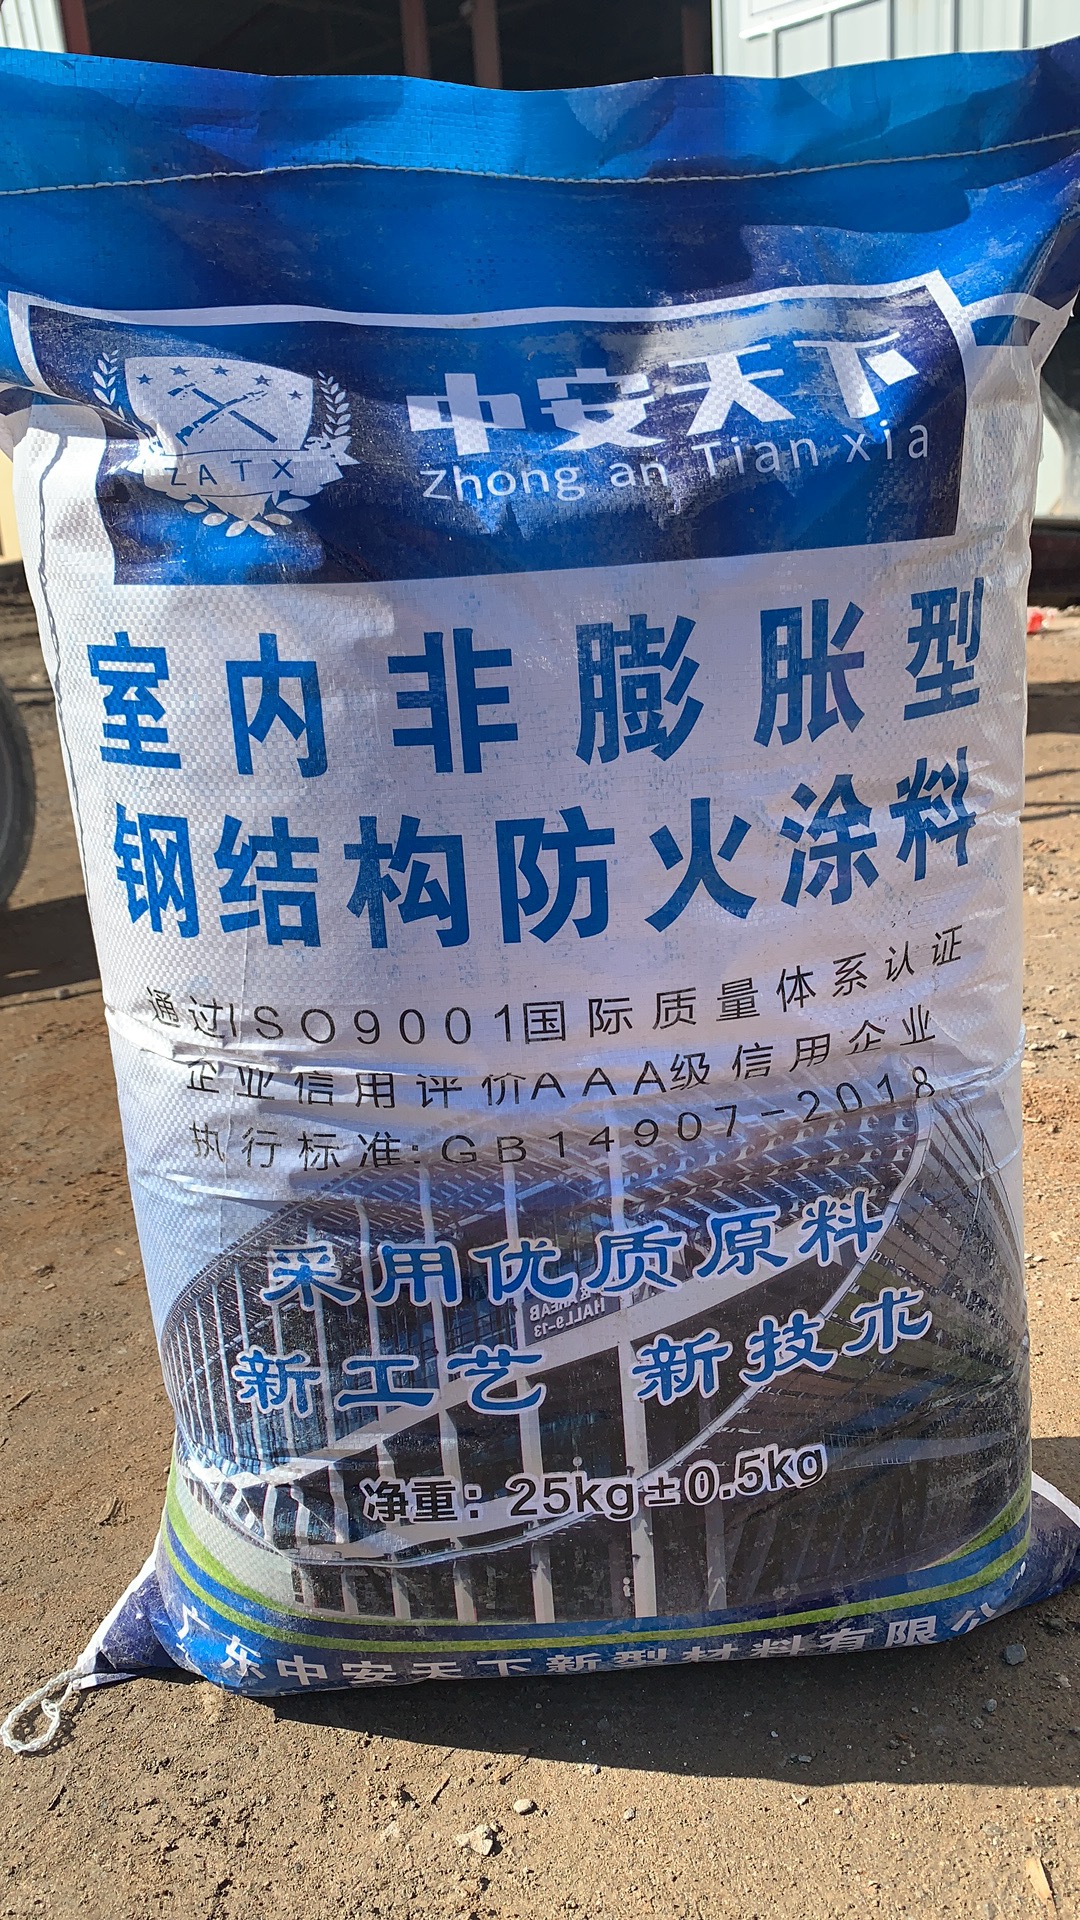 ZATX
中安天下
Zhong an Tian xia
室内非膨胀型
钢结构防火涂料
通过ISO9001国际质量体系认证
企业信用评价AAA级信用企业
执行标准:GB14907-2018
采用优质原料
HALL9-13
新工艺 新技术
净重：25kg±0.5kg
广东中安天下新型材料有限公